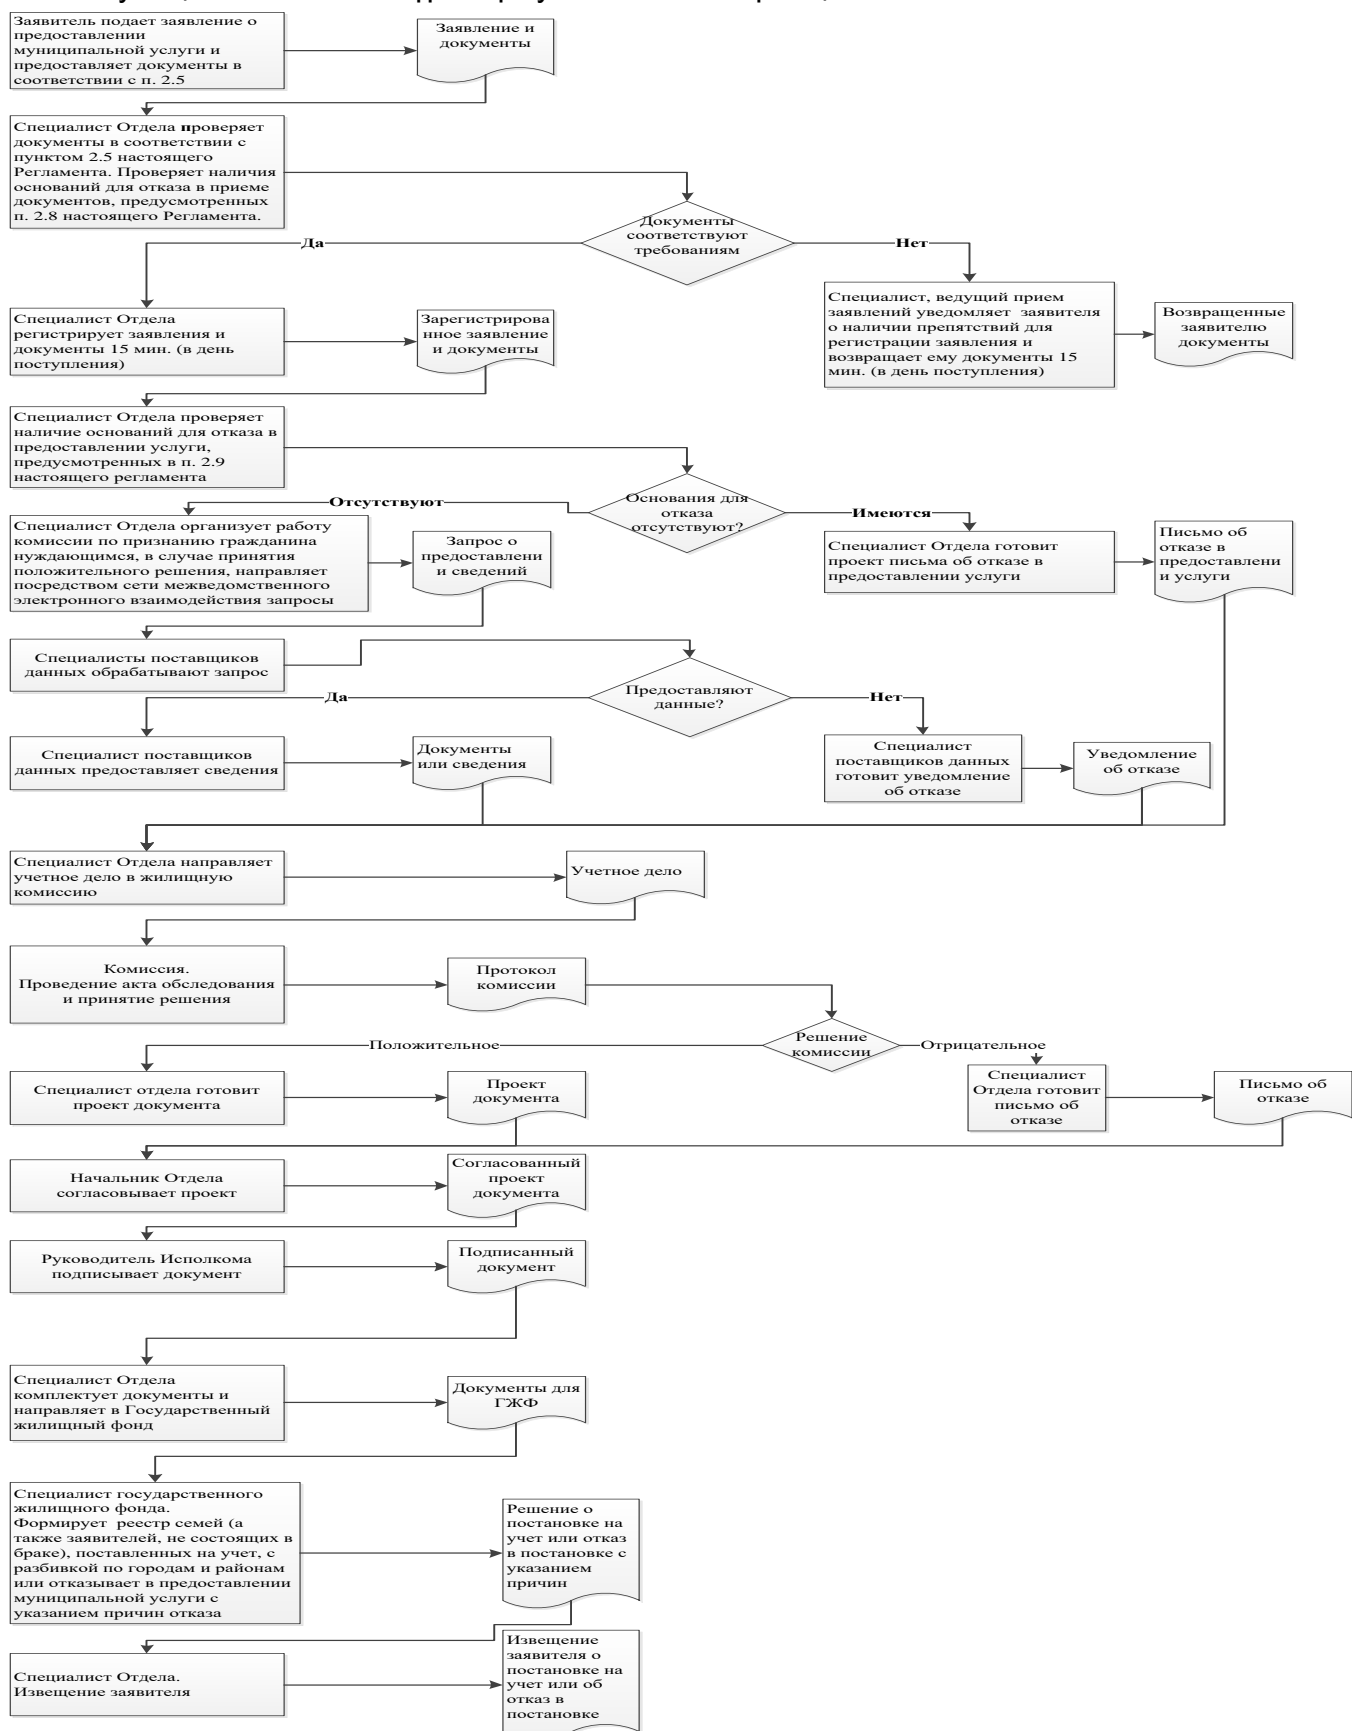 Заявитель подает заявление о
предоставлении
муниципальной услуги и
предоставляет документы в
соответствии с п. 2.5
Заявление и
документы
Специалист Отдела проверяет
документы в соответствии с
пунктом 2.5 настоящего
Регламента. Проверяет наличия
оснований для отказа в приеме
документов, предусмотренных
п. 2.8 настоящего Регламента.
Документы
соответствуют
требованиям
Да
Нет
Специалист Отдела
регистрирует заявления и
документы 15 мин. (в день
поступления)
Зарегистрирова
нное заявление
и документы
Специалист, ведущий прием
заявлений уведомляет заявителя
о наличии препятствий для
регистрации заявления и
возвращает ему документы 15
мин. (в день поступления)
Возвращенные
заявителю
документы
Специалист Отдела проверяет
наличие оснований для отказа в
предоставлении услуги,
предусмотренных в п. 2.9
настоящего регламента
Основания для
отказа
отсутствуют?
Отсутствуют
Имеются
Специалист Отдела организует работу
комиссии по признанию гражданина
нуждающимся, в случае принятия
положительного решения, направляет
посредством сети межведомственного
электронного взаимодействия запросы
Запрос о
предоставлени
и сведений
Специалист Отдела готовит
проект письма об отказе в
предоставлении услуги
Письмо об
отказе в
предоставлени
и услуги
Специалисты поставщиков
данных обрабатывают запрос
Предоставляют
данные?
Да
Нет
Специалист поставщиков
данных предоставляет сведения
Документы
или сведения
Специалист
поставщиков данных
готовит уведомление
об отказе
Уведомление
об отказе
Специалист Отдела направляет
учетное дело в жилищную
комиссию
Учетное дело
Комиссия.
Проведение акта обследования
и принятие решения
Протокол
комиссии
Решение
комиссии
Положительное
Отрицательное
Специалист отдела готовит
проект документа
Проект
документа
Специалист
Отдела готовит
письмо об
отказе
Письмо об
отказе
Начальник Отдела
согласовывает проект
Согласованный
проект
документа
Руководитель Исполкома
подписывает документ
Подписанный
документ
Специалист Отдела
комплектует документы и
направляет в Государственный
жилищный фонд
Документы для
ГЖФ
Специалист государственного
жилищного фонда.
Формирует реестр семей (а
также заявителей, не состоящих в
браке), поставленных на учет, с
разбивкой по городам и районам
или отказывает в предоставлении
муниципальной услуги с
указанием причин отказа
Решение о
постановке на
учет или отказ
в постановке с
указанием
причин
Специалист Отдела.
Извещение заявителя
Извещение
заявителя о
постановке на
учет или об
отказ в
постановке